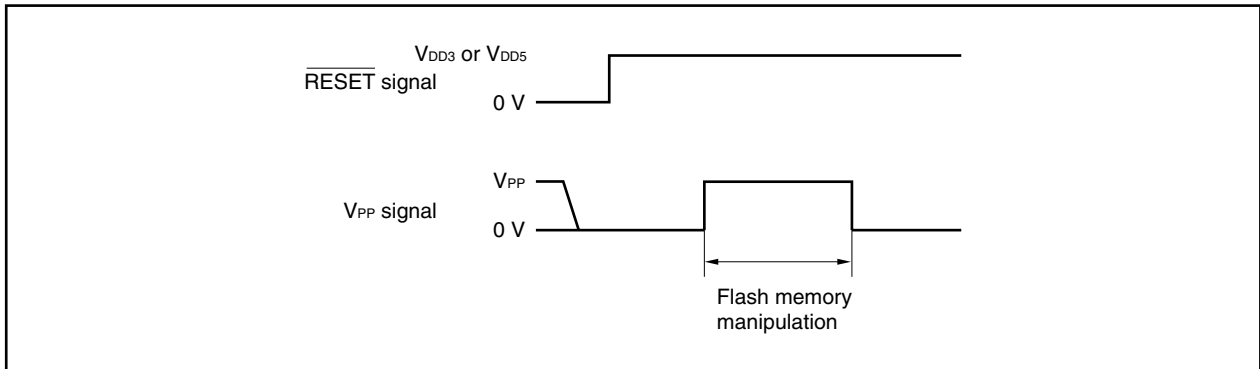 VDD3 or VDD5
RESET signal
0 V
VPP
VPP signal
0 V
Flash memory
manipulation